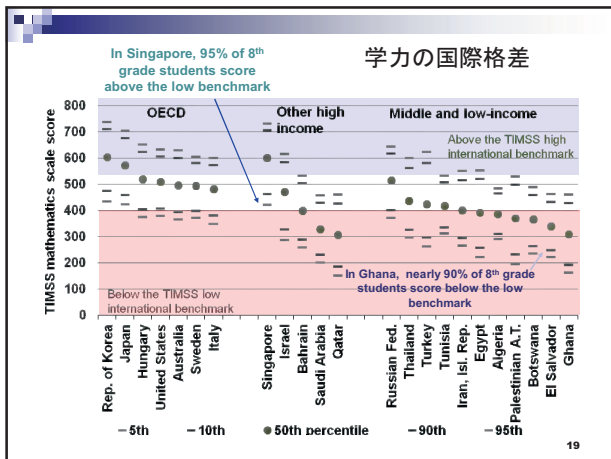 学力の国際格差
In Singapore, 95% of 8th
grade students score
above the low benchmark
TIMSS mathematics scale score
800
700
600
500
400
300
200
100
0
OECD
Other high
income
Middle and low-income
Above the TIMSS high
international benchmark
Below the TIMSS low
international benchmark
In Ghana, nearly 90% of 8th grade
students score below the low
benchmark
Rep. of Korea
Japan
Hungary
United States
Australia
Sweden
Italy
Singapore
Israel
Bahrain
Saudi Arabia
Qatar
Russian Fed.
Thailand
Turkey
Tunisia
Iran, Isl. Rep.
Egypt
Algeria
Palestinian A.T.
Botswana
El Salvador
Ghana
5th
10th
50th percentile
90th
95th
19